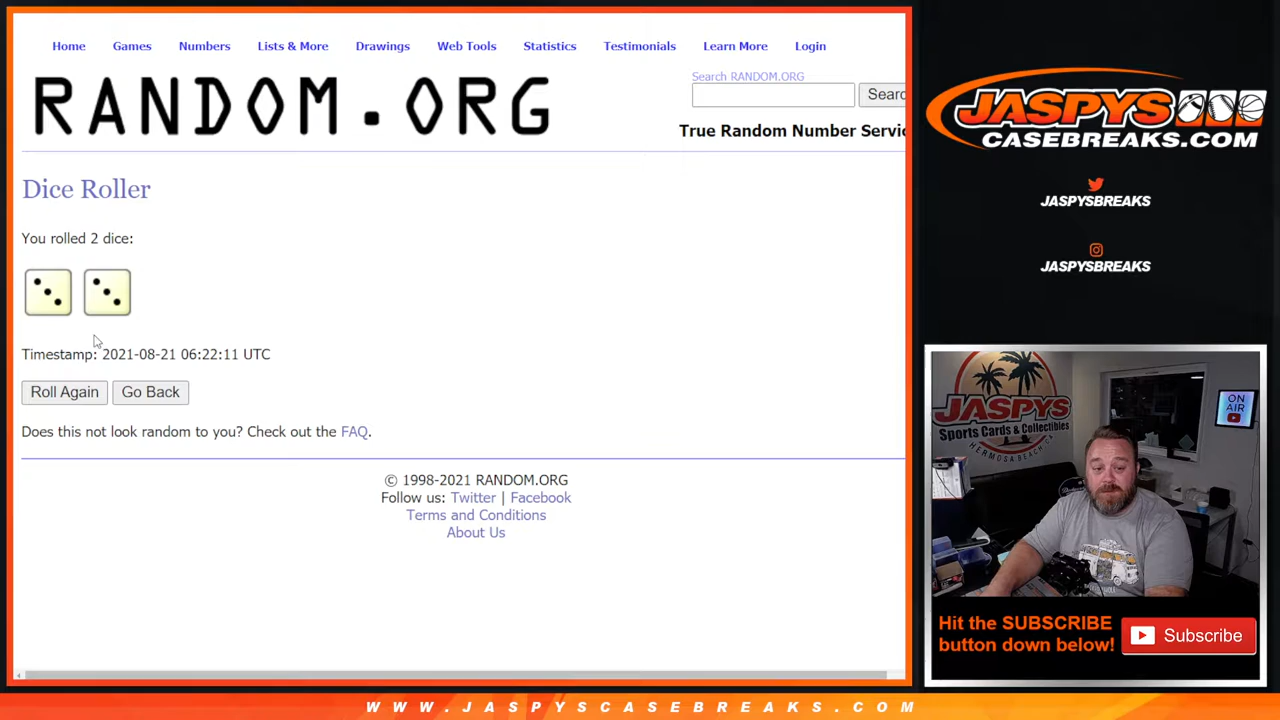 Home Games Numbers Lists & More Drawings Web Tools Statistics Testimonials Learn More Login
RANDOM.ORG
Search RANDOM.ORG
Searc
True Random Number Servic
Dice Roller
You rolled 2 dice:
Timestamp: 2021-08-21 06:22:11 UTC
Roll Again Go Back
Does this not look random to you? Check out the FAQ.
© 1998-2021 RANDOM.ORG
Follow us: Twitter | Facebook
Terms and Conditions
About Us
JASPYS
CASEBREAKS.COM
JASPYSBREAKS
JASPYSBREAKS
JASPYS
Sports Cards & Collectibles
HERMOSA BEACH, CA
ON
AIR
Hit the SUBSCRIBE
button down below!
Subscribe
WWW.JASPYSCASEBREAKS.COM